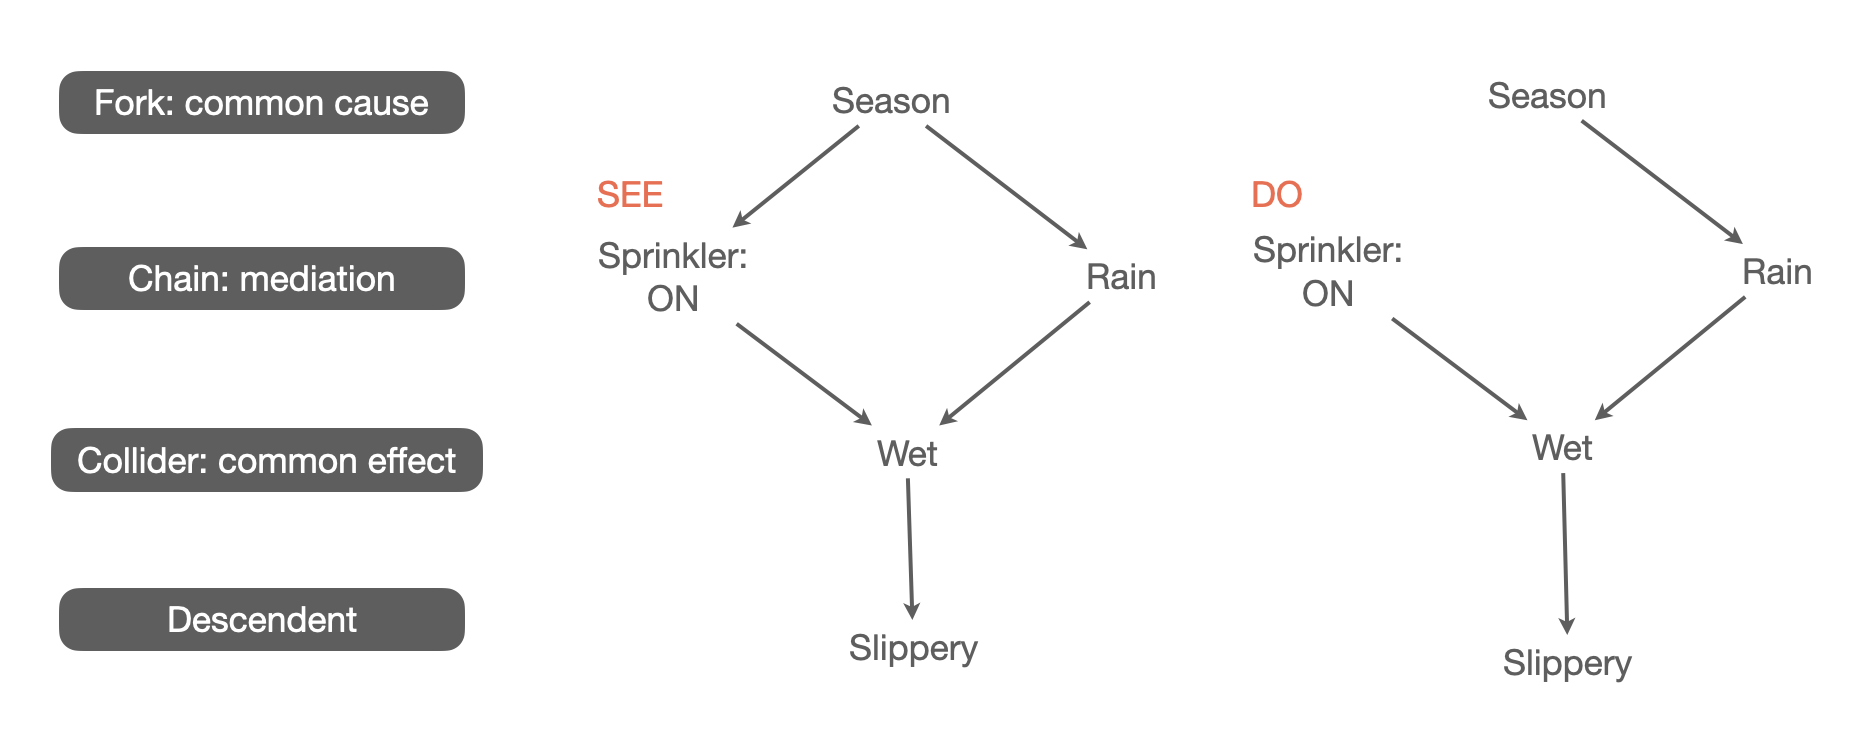 Fork: common cause
Chain: mediation
Collider: common effect
Descendent
Season
SEE
Sprinkler:
ON
Rain
Wet
Slippery
Season
DO
Sprinkler:
ON
Rain
Wet
Slippery